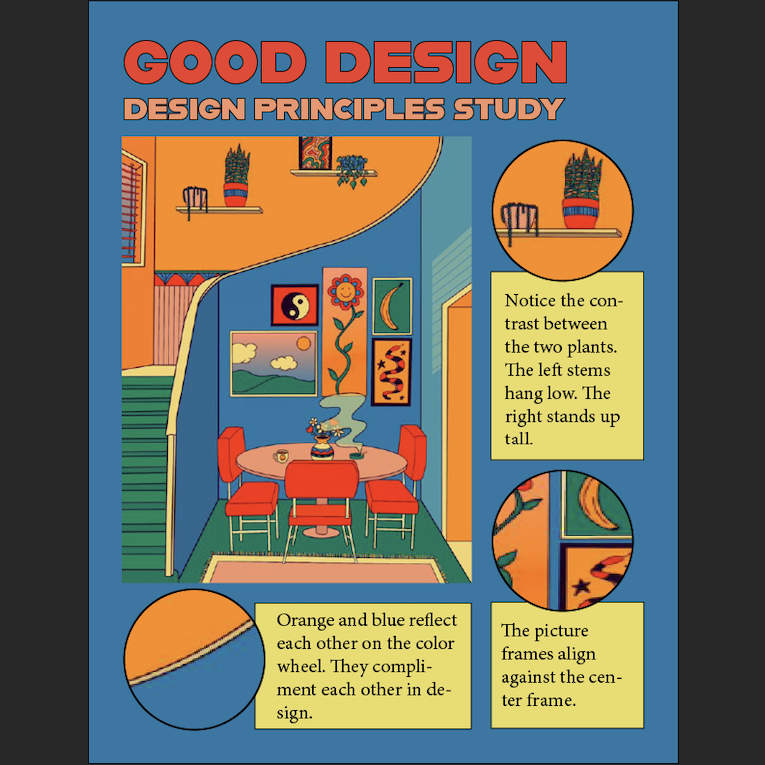 GOOD DESIGN
DESIGN PRINCIPLES STUDY
Notice the con-
trast between
the two plants.
The left stems
hang low. The
right stands up
tall.
The picture
frames align
against the cen-
ter frame.
Orange and blue reflect
each other on the color
wheel. They compli-
ment each other in de-
sign.